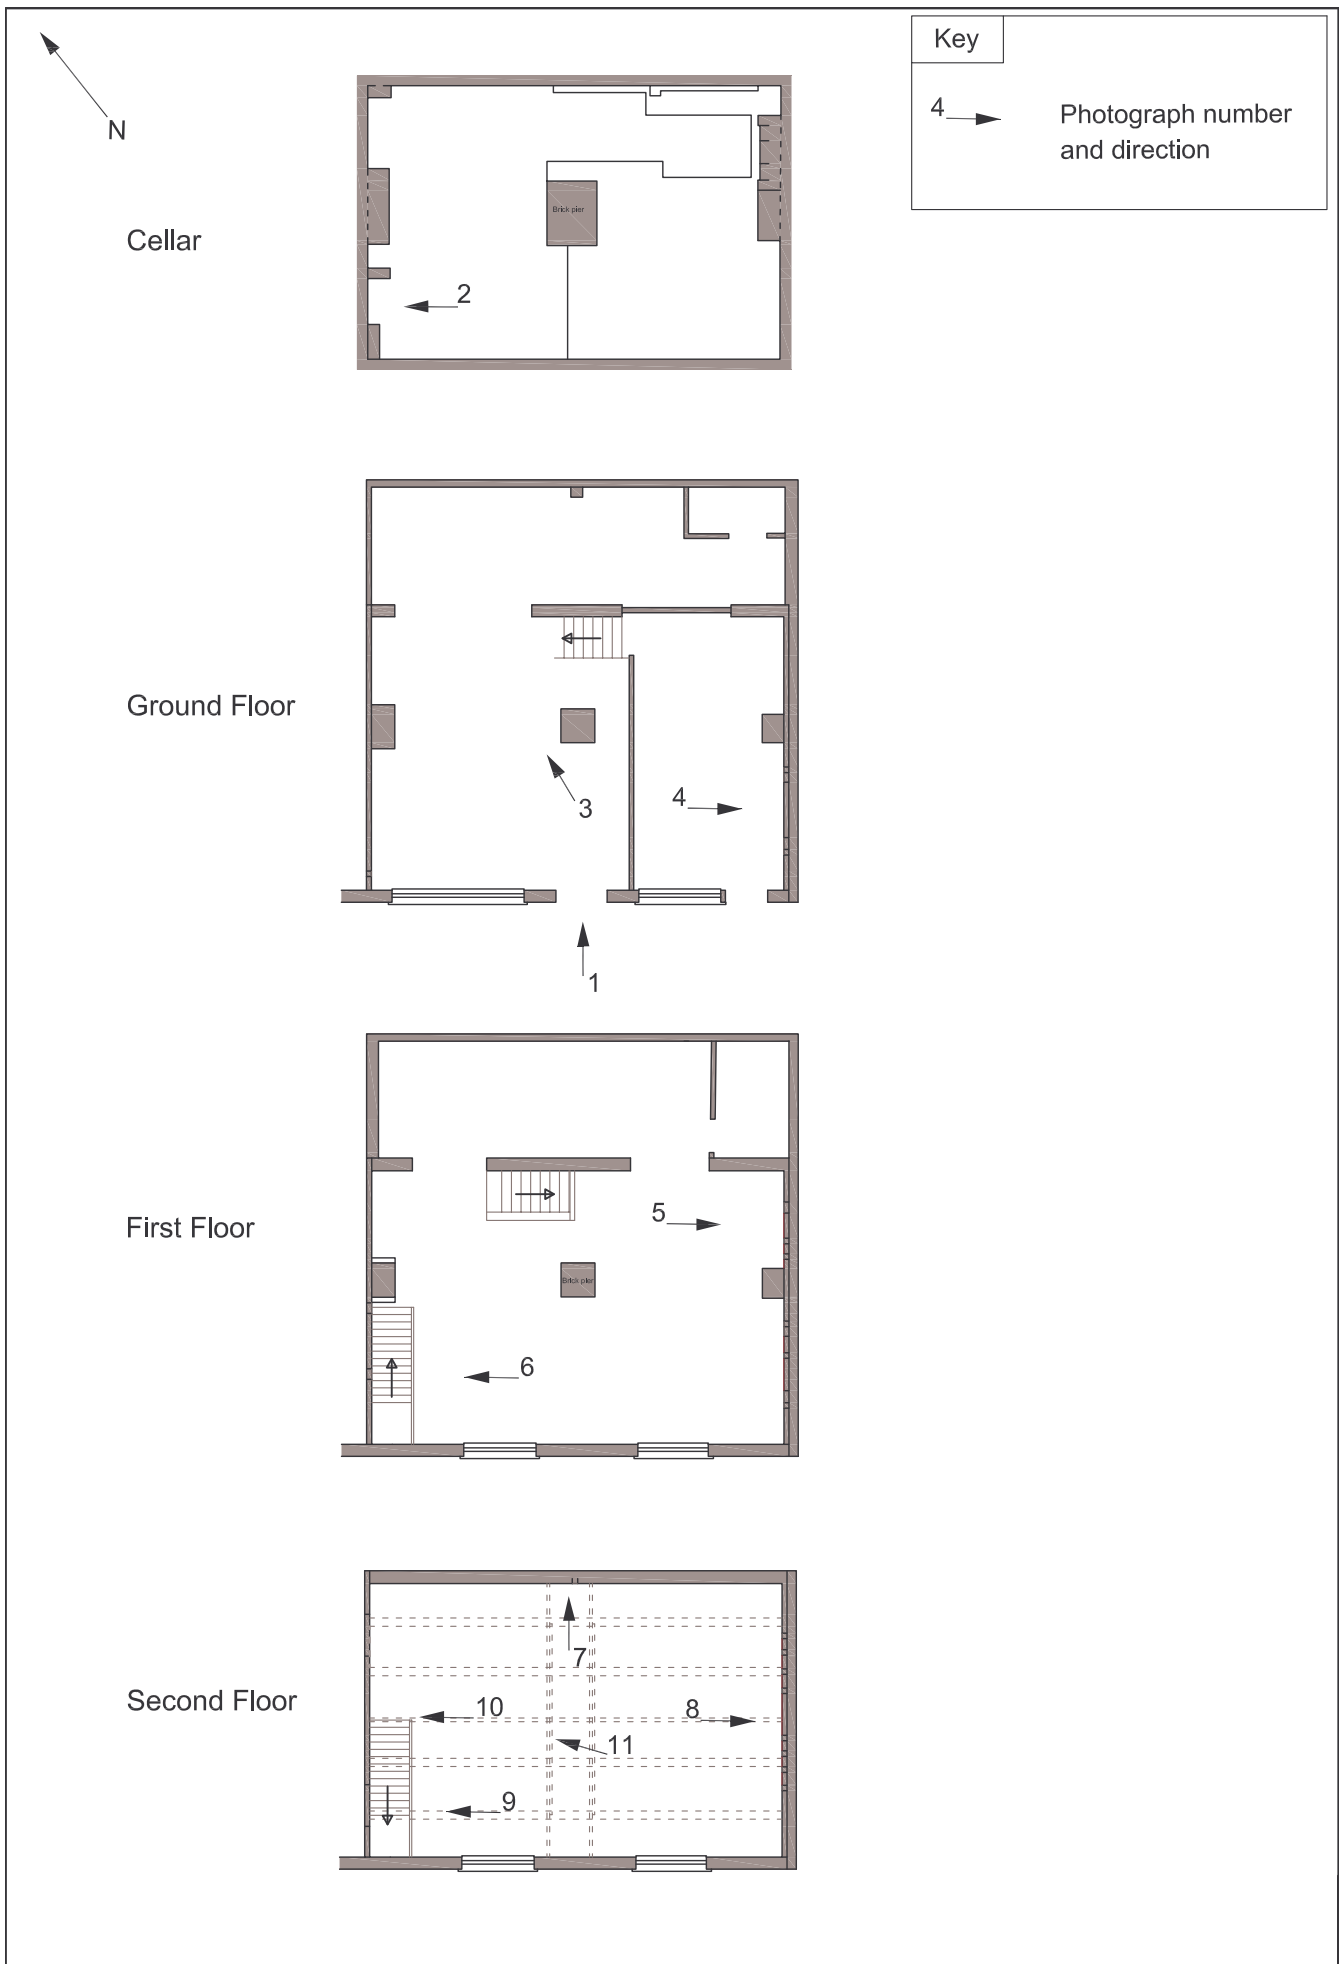 Key
4
Photograph number
and direction
N
Cellar
Brick pier
2
Ground Floor
3
4
1
First Floor
5
Brick pier
6
Second Floor
7
8
10
11
9